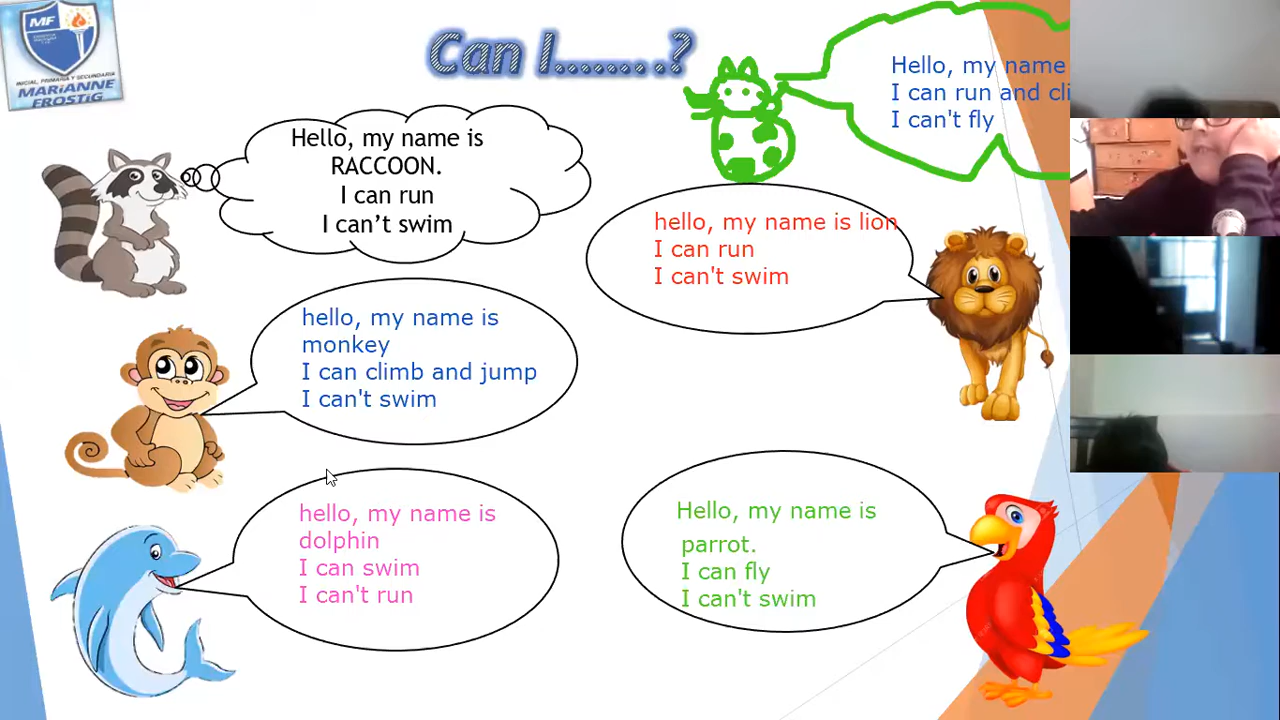 MF
INICIAL, PRIMARIA Y SECUNDARIA
MARIANNE
FROSTIG
Can I.......?
Hello, my name
I can run and cli
I can't fly
Hello, my name is
RACCOON.
I can run
I can’t swim
hello, my name is lion
I can run
I can't swim
hello, my name is
monkey
I can climb and jump
I can't swim
hello, my name is
dolphin
I can swim
I can't run
Hello, my name is
parrot.
I can fly
I can't swim